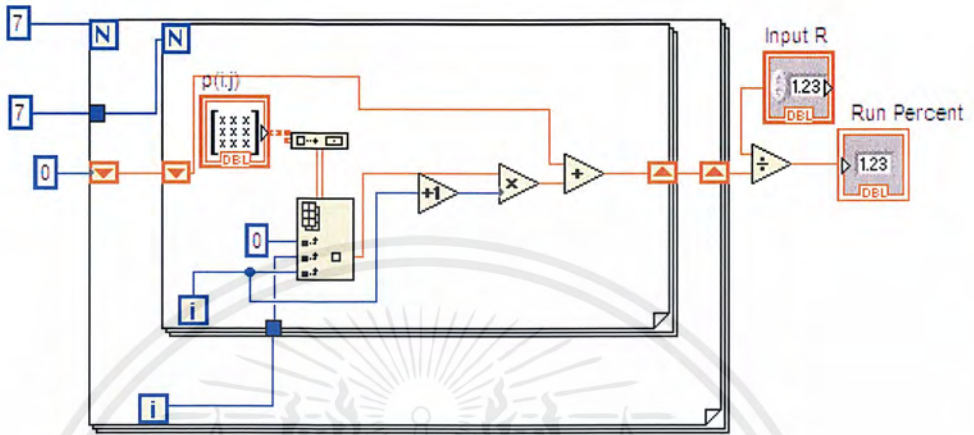 7
N
N
Input R
p(i.j)
1.23
DBL
Run Percent
7
X X X
X X X
X X X
DBL
1.23
DBL
0
+1
×
+
÷
0
i
i